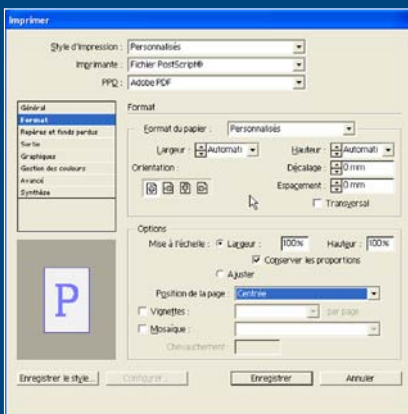 Imprimer
Style d'impression : Personnalisés
Imprimante : Fichier PostScript®
PPD : Adobe PDF
Général
Format
Repères et fonds perdus
Sortie
Graphiques
Gestion des couleurs
Avancé
Synthèse
Format
Format du papier : Personnalisés
Largeur : Automati Hauteur : Automati
Orientation : Décalage : 0 mm
Espacement : 0 mm
Transversal
Options
Mise à l'échelle : Largeur : 100% Hauteur : 100%
Conserver les proportions
Ajuster
Position de la page : Centrée
Vignettes : par page
Mosaïque :
Chevauchement :
P
Enregistrer le style... Configurer... Enregistrer Annuler